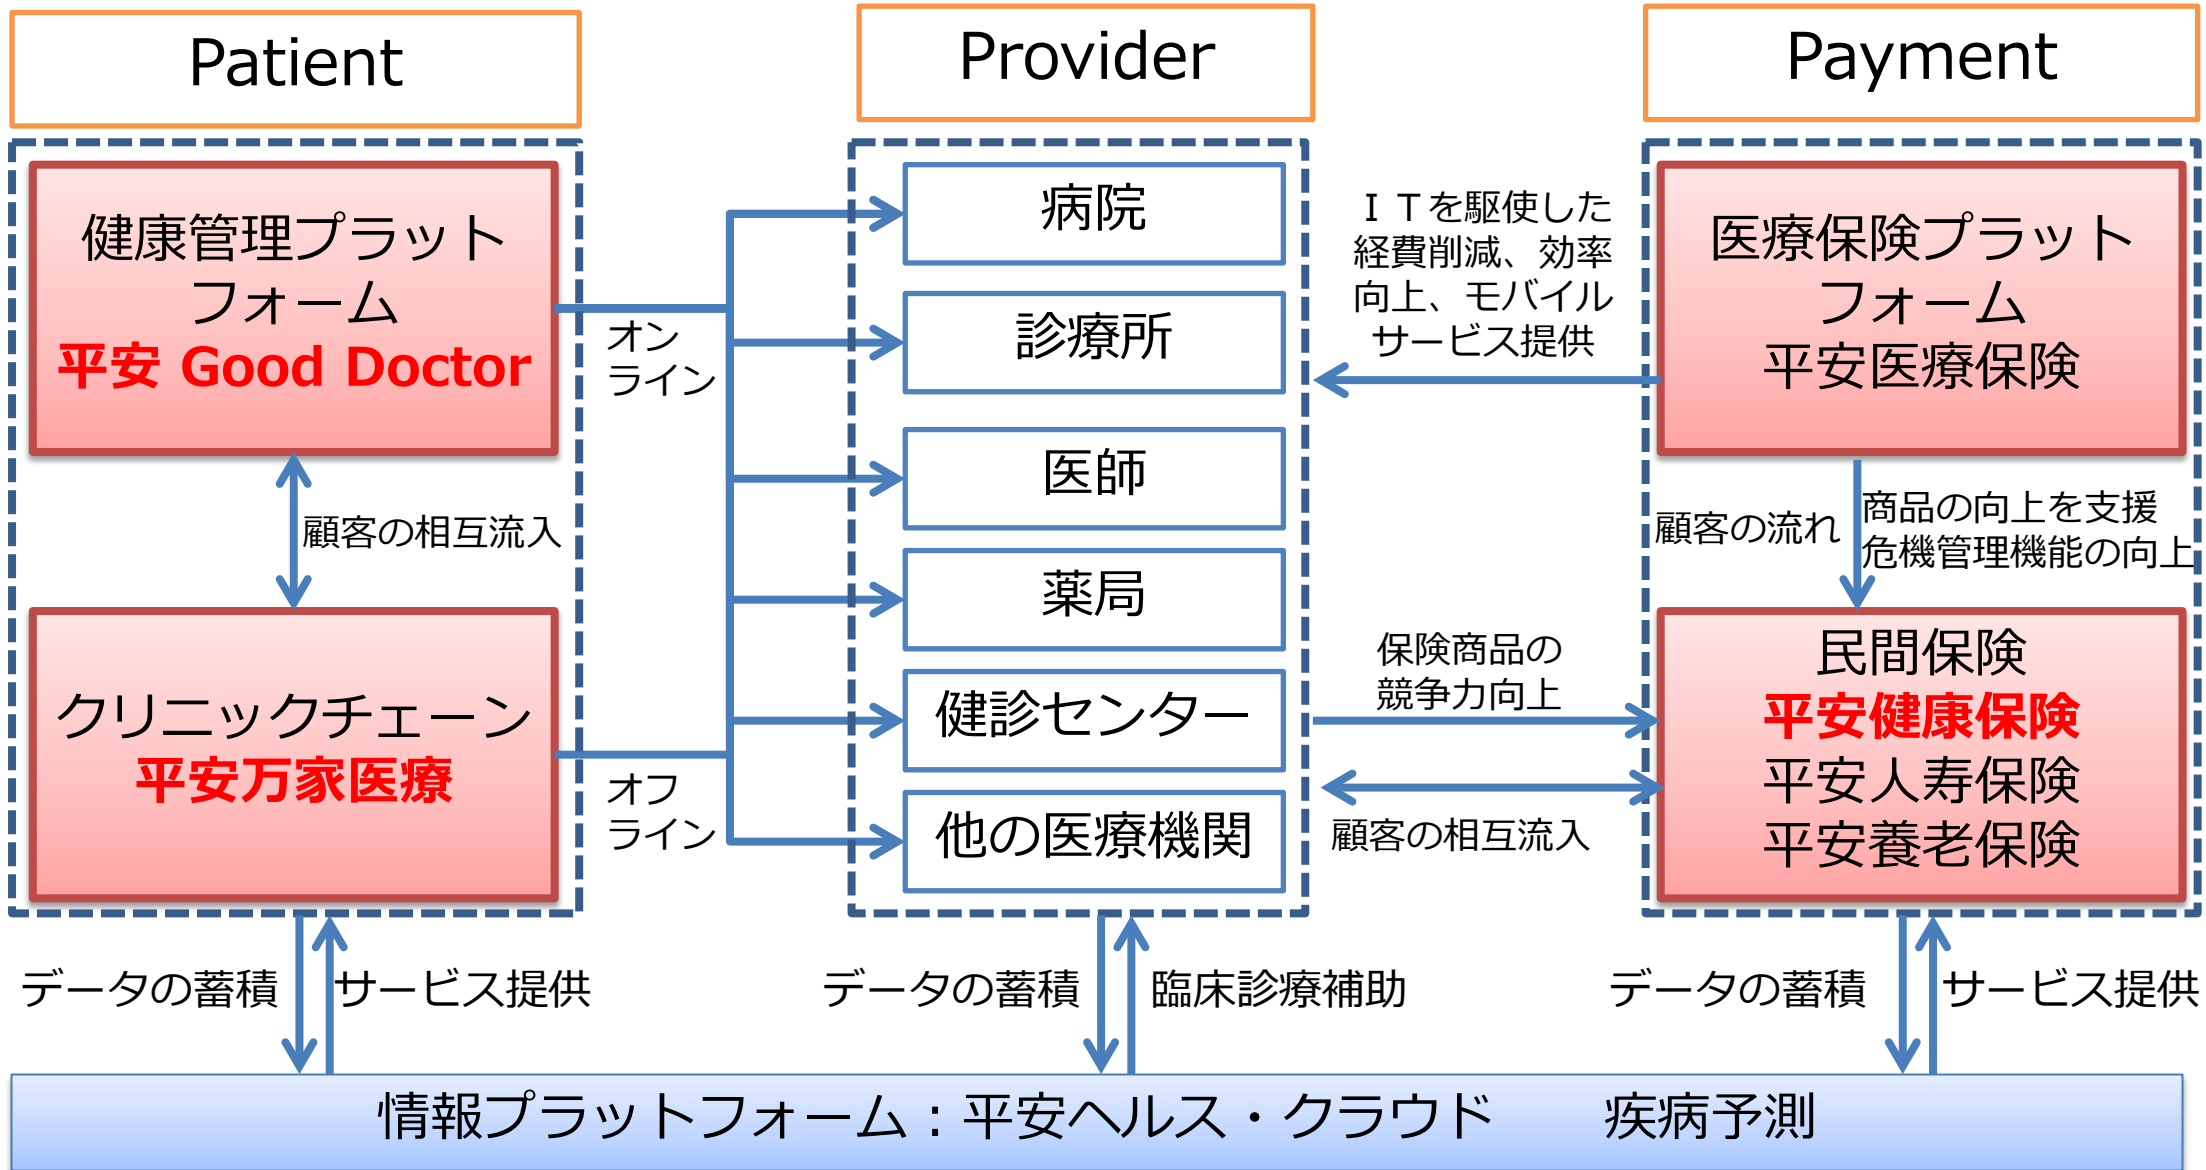 Patient
Provider
Payment
健康管理プラット
フォーム
平安 Good Doctor
オン
ライン
顧客の相互流入
クリニックチェーン
平安万家医療
オフ
ライン
病院
診療所
医師
薬局
健診センター
他の医療機関
ＩＴを駆使した
経費削減、効率
向上、モバイル
サービス提供
保険商品の
競争力向上
顧客の相互流入
医療保険プラット
フォーム
平安医療保険
顧客の流れ
商品の向上を支援
危機管理機能の向上
民間保険
平安健康保険
平安人寿保険
平安養老保険
データの蓄積
サービス提供
データの蓄積
臨床診療補助
データの蓄積
サービス提供
情報プラットフォーム：平安ヘルス・クラウド　　疾病予測